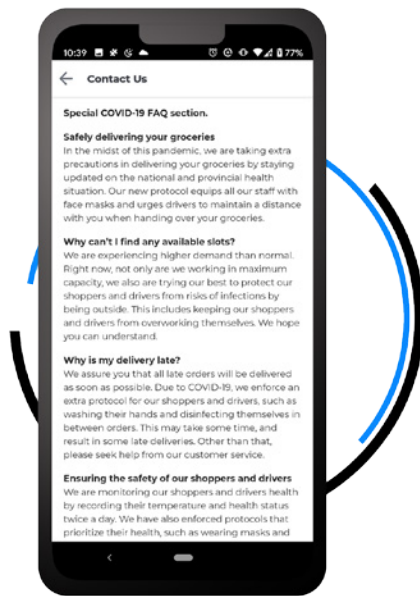 10:39
77%
Contact Us
Special COVID-19 FAQ section.
Safely delivering your groceries
In the midst of this pandemic, we are taking extra
precautions in delivering your groceries by staying
updated on the national and provincial health
situation. Our new protocol equips all our staff with
face masks and urges drivers to maintain a distance
with you when handing over your groceries.
Why can't I find any available slots?
We are experiencing higher demand than normal.
Right now, not only are we working in maximum
capacity, we also are trying our best to protect our
shoppers and drivers from risks of infections by
being outside. This includes keeping our shoppers
and drivers from overworking themselves. We hope
you can understand.
Why is my delivery late?
We assure you that all late orders will be delivered
as soon as possible. Due to COVID-19, we enforce an
extra protocol for our shoppers and drivers, such as
washing their hands and disinfecting themselves in
between orders. This may take some time, and
result in some late deliveries. Other than that,
please seek help from our customer service.
Ensuring the safety of our shoppers and drivers
We are monitoring our shoppers and drivers health
by recording their temperature and health status
twice a day. We have also enforced protocols that
prioritize their health, such as wearing masks and